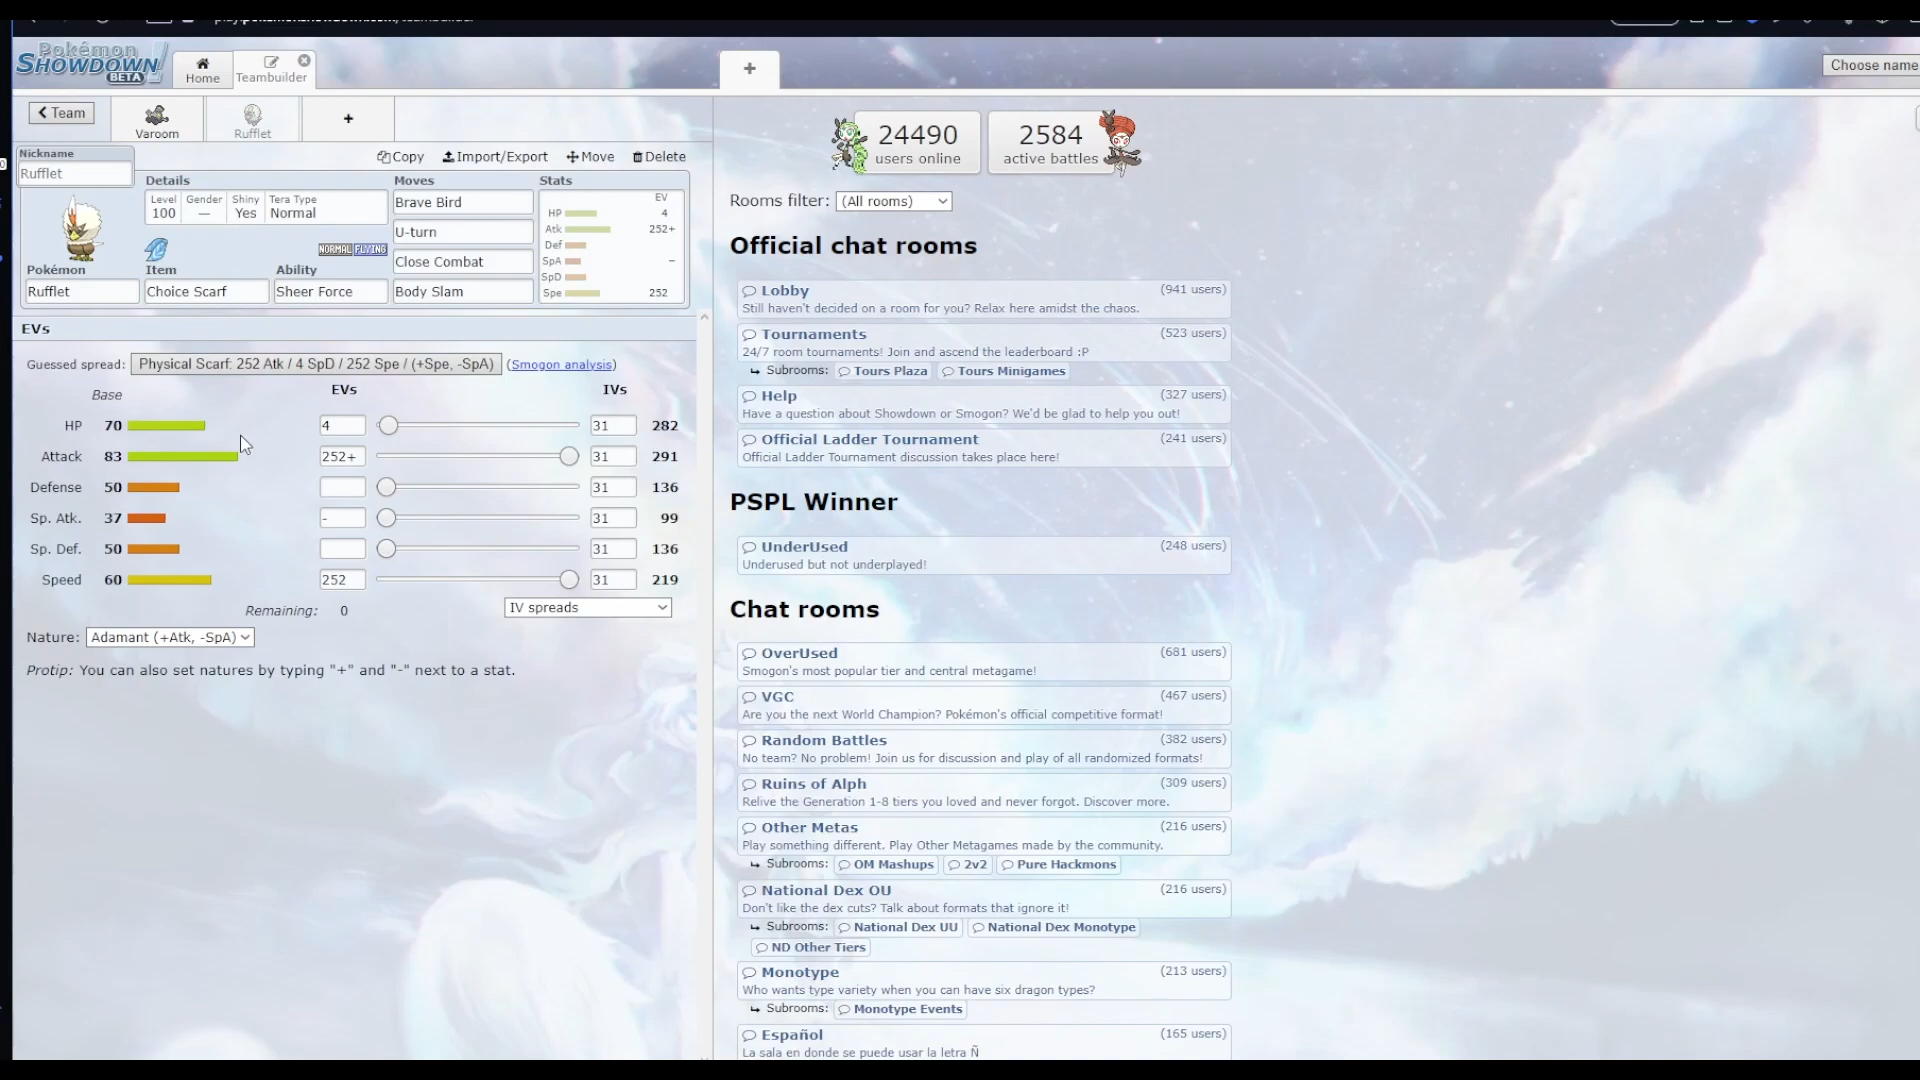 Pokémon
SHOWDOWN
BETA
Home
Teambuilder
+
Choose name
Team
Varoom
Rufflet
+
Nickname
Rufflet
Copy
Import/Export
Move
Delete
Details
Level
100
Gender
—
Shiny
Yes
Tera Type
Normal
NORMAL FLYING
Pokémon
Rufflet
Item
Choice Scarf
Ability
Sheer Force
Moves
Brave Bird
U-turn
Close Combat
Body Slam
Stats
EV
HP 4
Atk 252+
Def
SpA –
SpD
Spe 252
EVs
Guessed spread: Physical Scarf: 252 Atk / 4 SpD / 252 Spe / (+Spe, -SpA) (Smogon analysis)
Base EVs IVs
HP 70 4 31 282
Attack 83 252+ 31 291
Defense 50 31 136
Sp. Atk. 37 - 31 99
Sp. Def. 50 31 136
Speed 60 252 31 219
Remaining: 0 IV spreads
Nature: Adamant (+Atk, -SpA)
Protip: You can also set natures by typing "+" and "-" next to a stat.
24490
users online
2584
active battles
Rooms filter: (All rooms)
Official chat rooms
Lobby (941 users)
Still haven't decided on a room for you? Relax here amidst the chaos.
Tournaments (523 users)
24/7 room tournaments! Join and ascend the leaderboard :P
Subrooms: Tours Plaza Tours Minigames
Help (327 users)
Have a question about Showdown or Smogon? We'd be glad to help you out!
Official Ladder Tournament (241 users)
Official Ladder Tournament discussion takes place here!
PSPL Winner
UnderUsed (248 users)
Underused but not underplayed!
Chat rooms
OverUsed (681 users)
Smogon's most popular tier and central metagame!
VGC (467 users)
Are you the next World Champion? Pokémon's official competitive format!
Random Battles (382 users)
No team? No problem! Join us for discussion and play of all randomized formats!
Ruins of Alph (309 users)
Relive the Generation 1-8 tiers you loved and never forgot. Discover more.
Other Metas (216 users)
Play something different. Play Other Metagames made by the community.
Subrooms: OM Mashups 2v2 Pure Hackmons
National Dex OU (216 users)
Don't like the dex cuts? Talk about formats that ignore it!
Subrooms: National Dex UU National Dex Monotype
ND Other Tiers
Monotype (213 users)
Who wants type variety when you can have six dragon types?
Subrooms: Monotype Events
Español (165 users)
La sala en donde se puede usar la letra Ñ